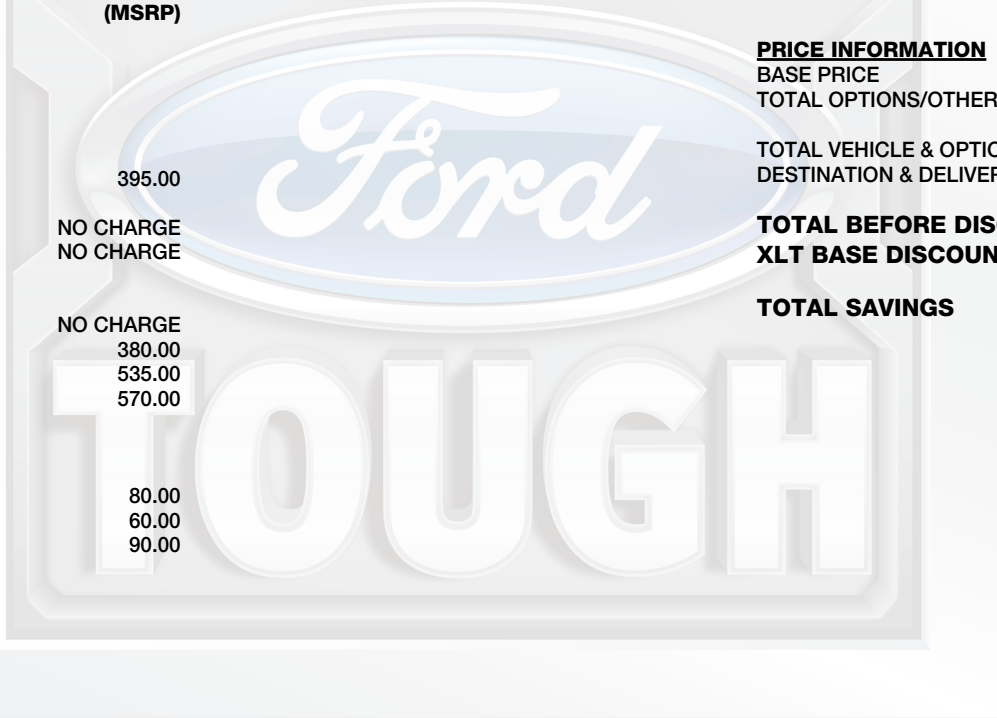 (MSRP)
395.00
NO CHARGE
NO CHARGE
NO CHARGE
380.00
535.00
570.00
80.00
60.00
90.00
PRICE INFORMATION
BASE PRICE
TOTAL OPTIONS/OTHER
TOTAL VEHICLE & OPTIO
DESTINATION & DELIVER
TOTAL BEFORE DIS
XLT BASE DISCOUN
TOTAL SAVINGS
Ford
TOUGH